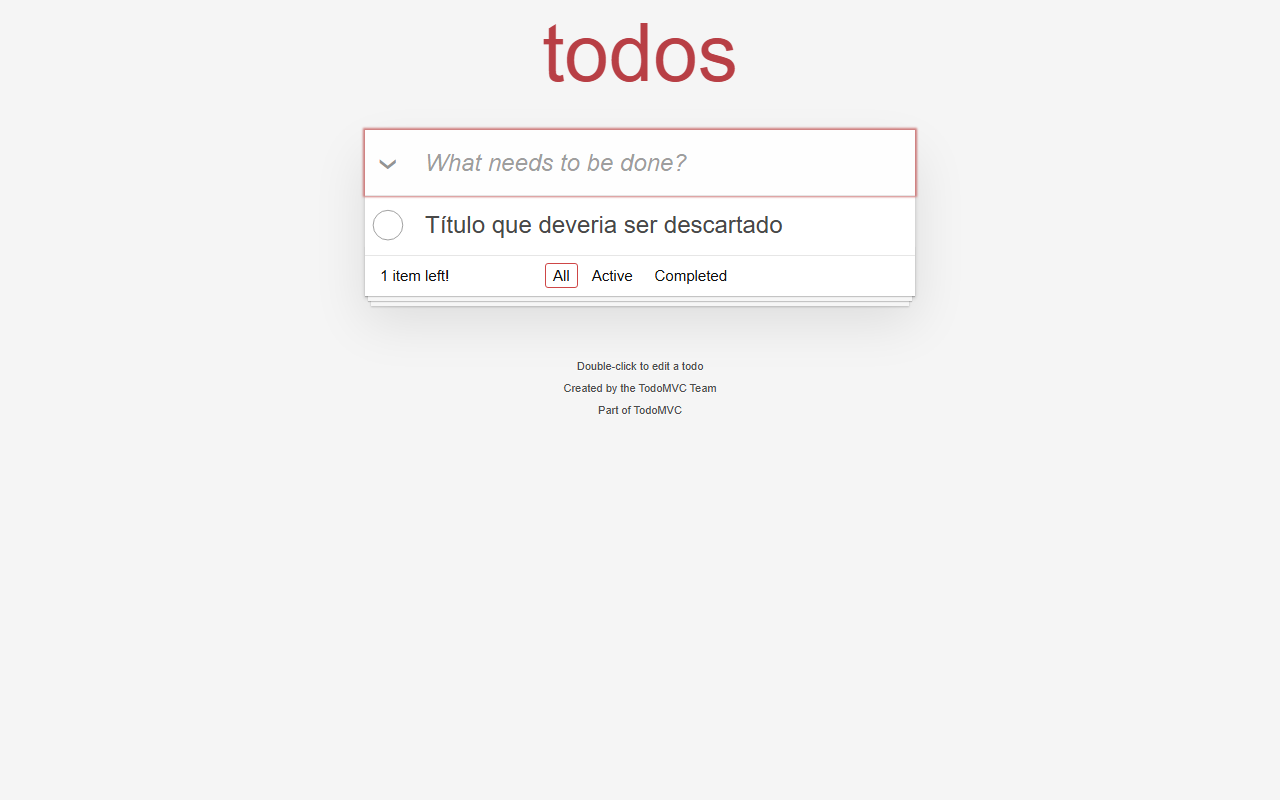 todos
What needs to be done?
Título que deveria ser descartado
1 item left!
All
Active
Completed
Double-click to edit a todo
Created by the TodoMVC Team
Part of TodoMVC